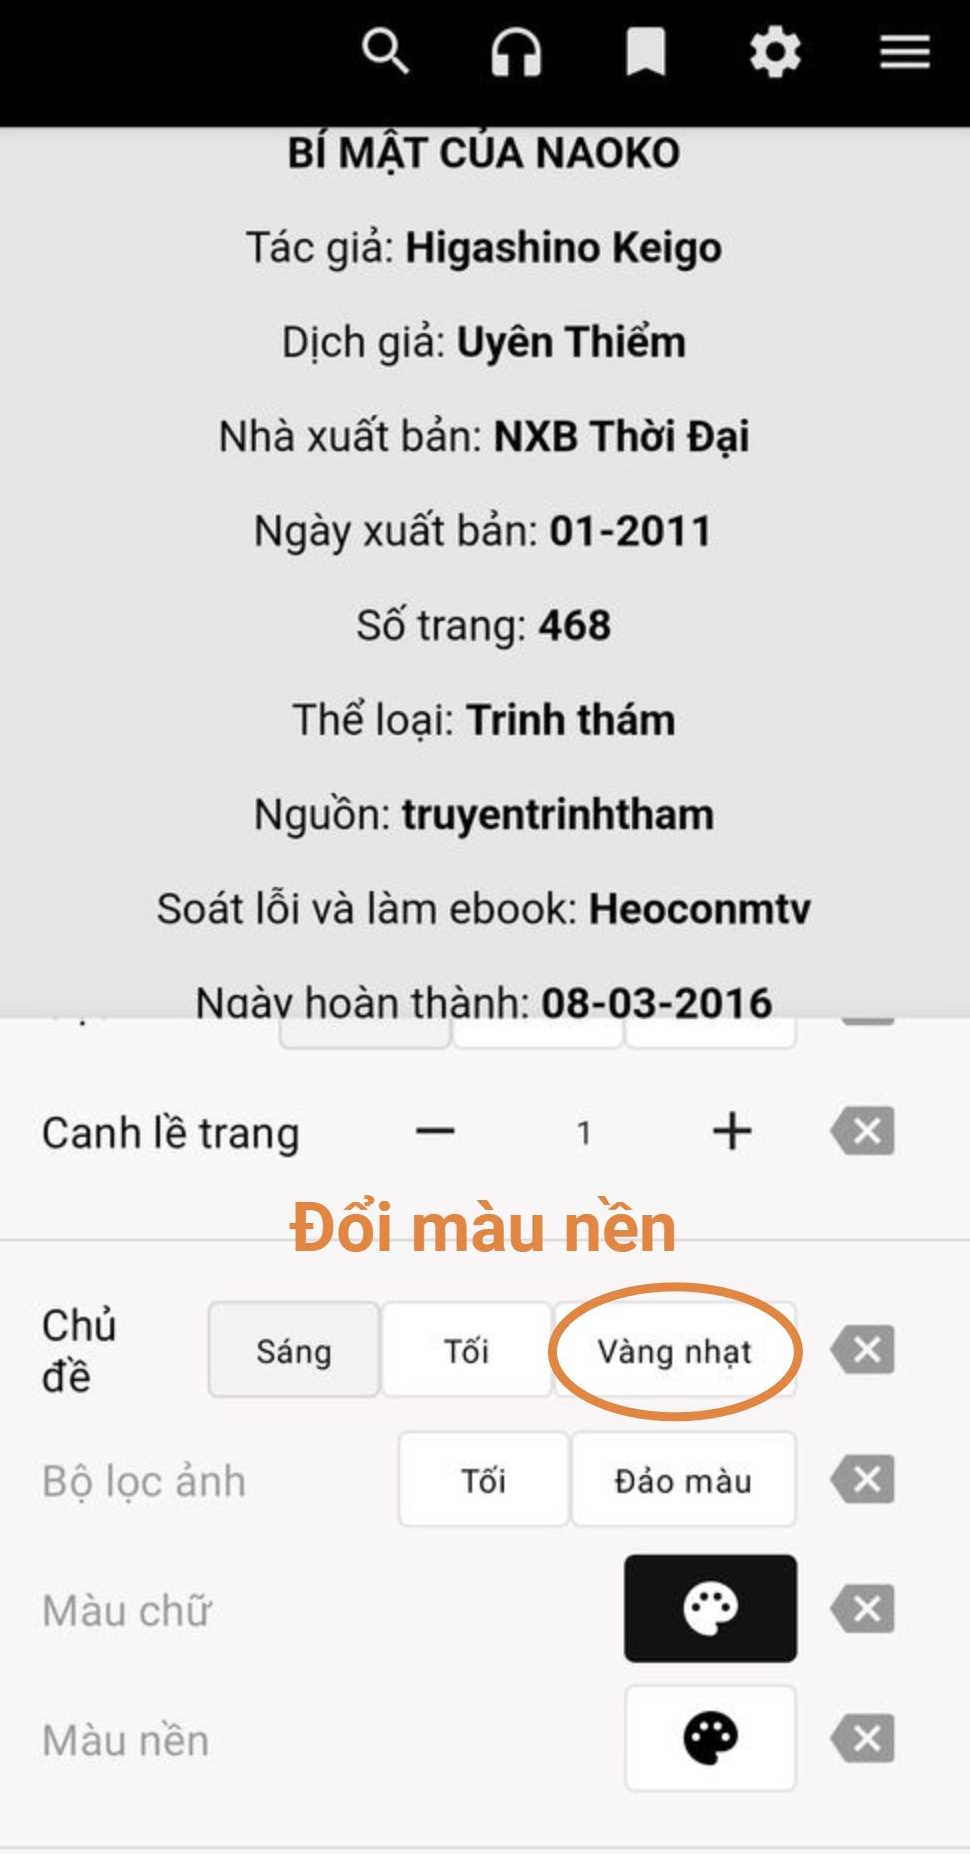 BÍ MẬT CỦA NAOKO
Tác giả: Higashino Keigo
Dịch giả: Uyên Thiểm
Nhà xuất bản: NXB Thời Đại
Ngày xuất bản: 01-2011
Số trang: 468
Thể loại: Trinh thám
Nguồn: truyentrinhtham
Soát lỗi và làm ebook: Heoconmtv
Ngày hoàn thành: 08-03-2016
Canh lề trang 1
Đổi màu nền
Chủ
đề
Sáng Tối Vàng nhạt
Bộ lọc ảnh Tối Đảo màu
Màu chữ
Màu nền